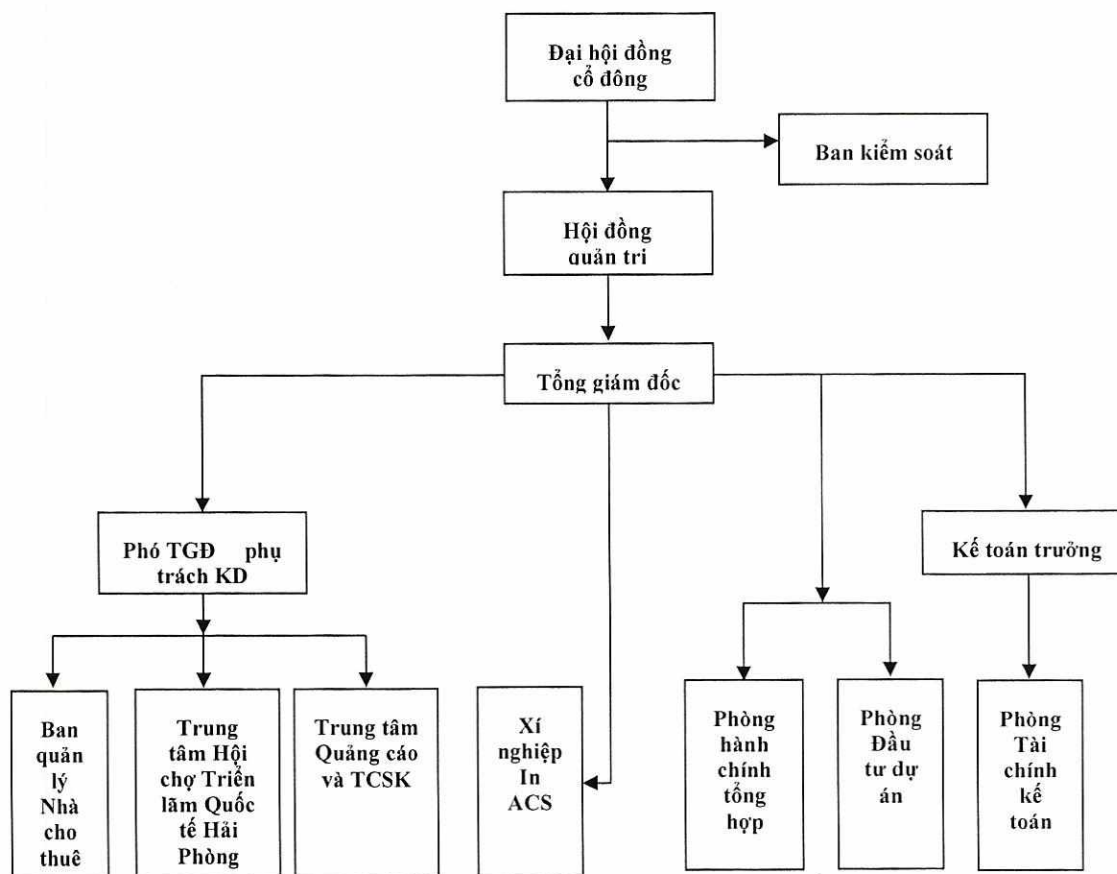 Đại hội đồng
cổ đông
Ban kiểm soát
Hội đồng
quản trị
Tổng giám đốc
Phó TGĐ phụ
trách KD
Kế toán trưởng
Ban
quản
lý
Nhà
cho
thuê
Trung
tâm Hội
chợ Triển
lãm Quốc
tế Hải
Phòng
Trung tâm
Quảng cáo
và TCSK
Xí
nghiệp
In
ACS
Phòng
hành
chính
tổng
hợp
Phòng
Đầu
tư dự
án
Phòng
Tài
chính
kế
toán